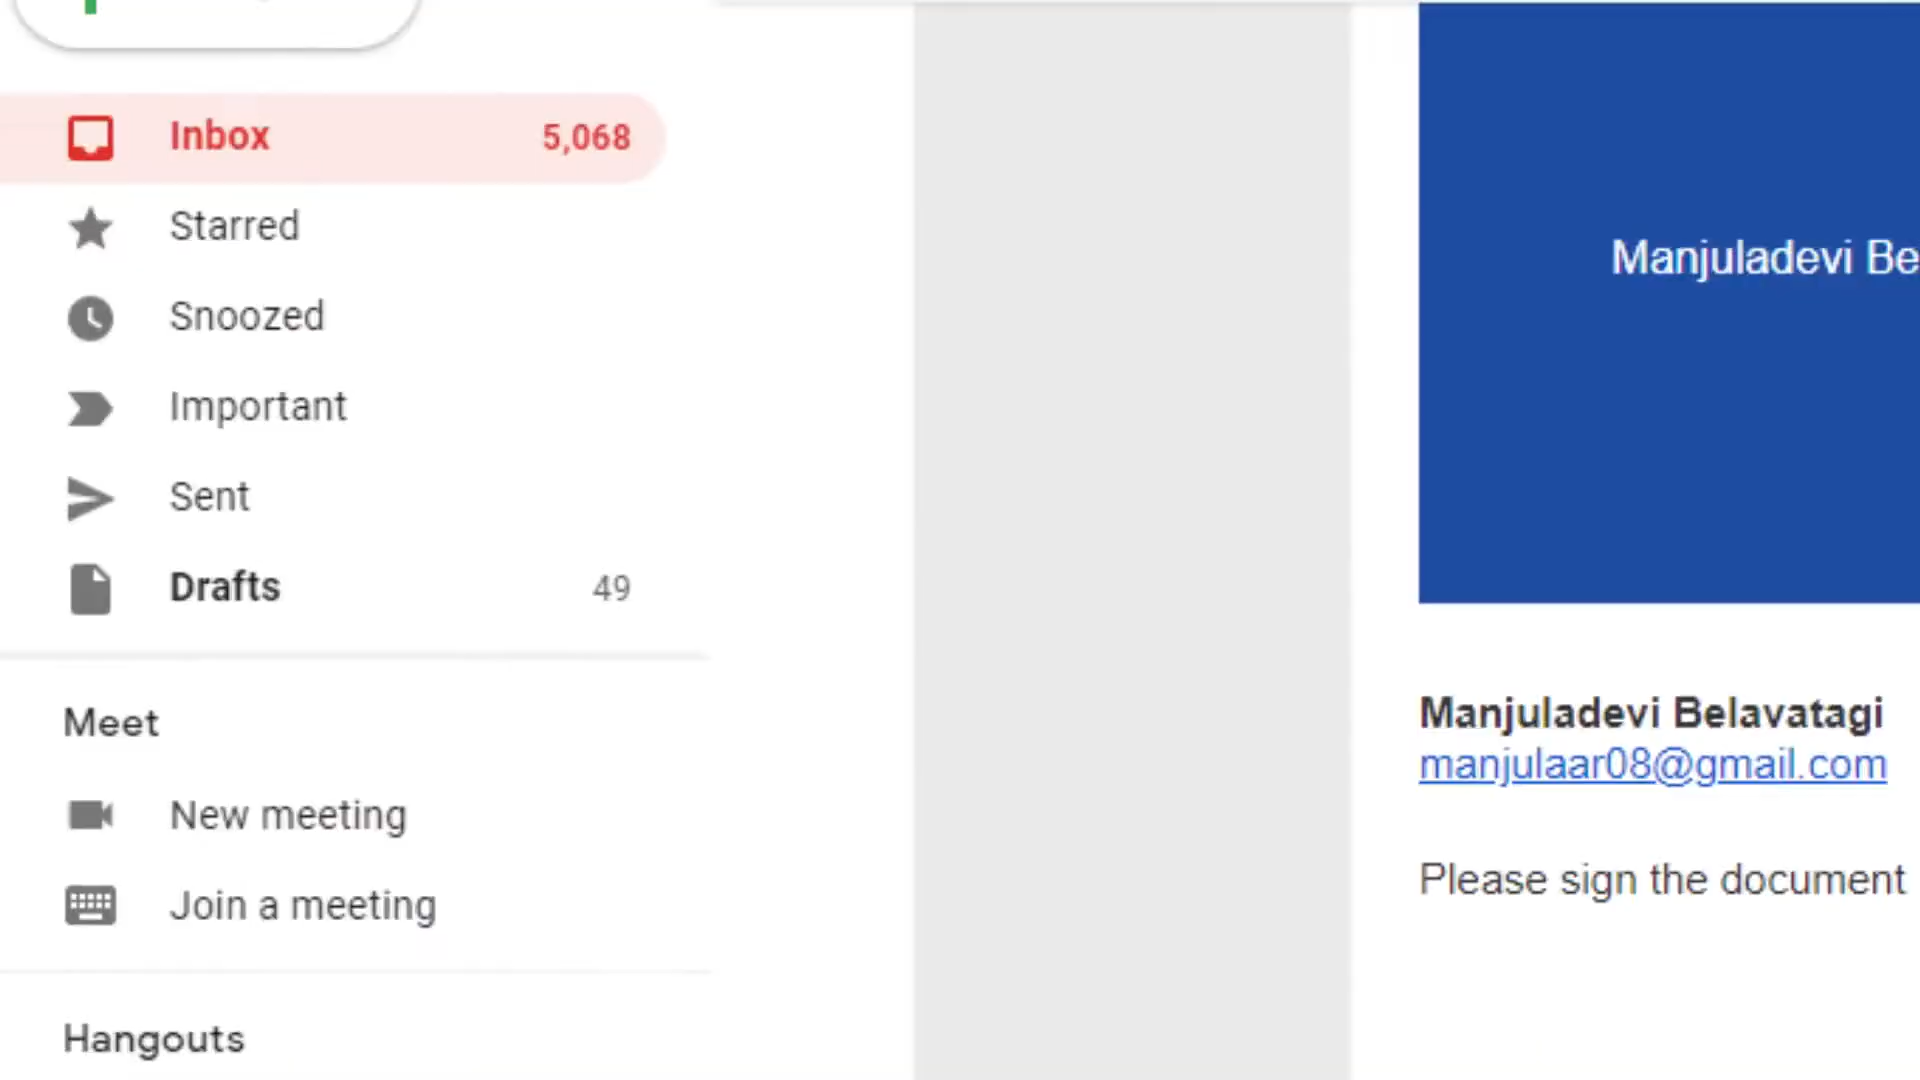 Inbox 5,068
Starred
Snoozed
Important
Sent
Drafts 49
Meet
New meeting
Join a meeting
Hangouts
Manjuladevi Be
Manjuladevi Belavatagi
manjulaar08@gmail.com
Please sign the document